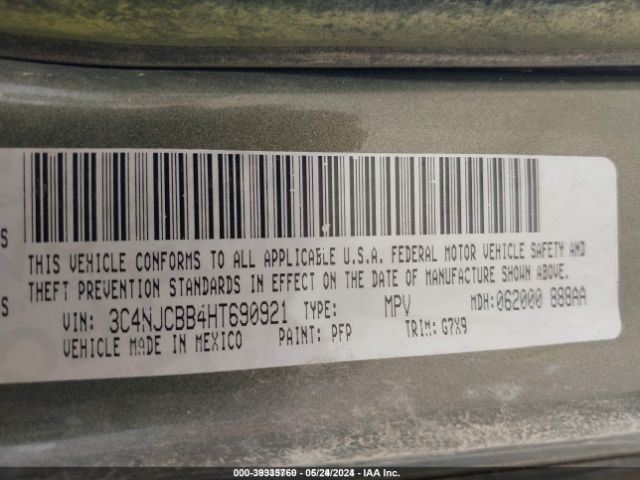 S
THIS VEHICLE CONFORMS TO ALL APPLICABLE U.S.A. FEDERAL MOTOR VEHICLE SAFETY AND
THEFT PREVENTION STANDARDS IN EFFECT ON THE DATE OF MANUFACTURE SHOWN ABOVE.
S
VIN: 3C4NJCBB4HT690921 TYPE: MPV MDH:062000 888AA
VEHICLE MADE IN MEXICO PAINT: PFP TRIM: G7X9
000-39335760 - 05/24/2024 - IAA Inc.